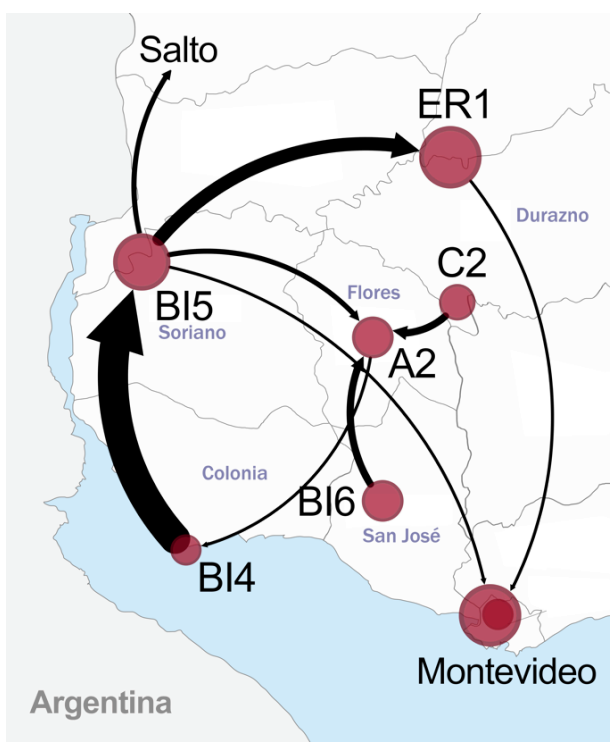 Salto
ER1
Durazno
C2
Flores
BI5
Soriano
A2
Colonia
BI6
San José
BI4
Montevideo
Argentina